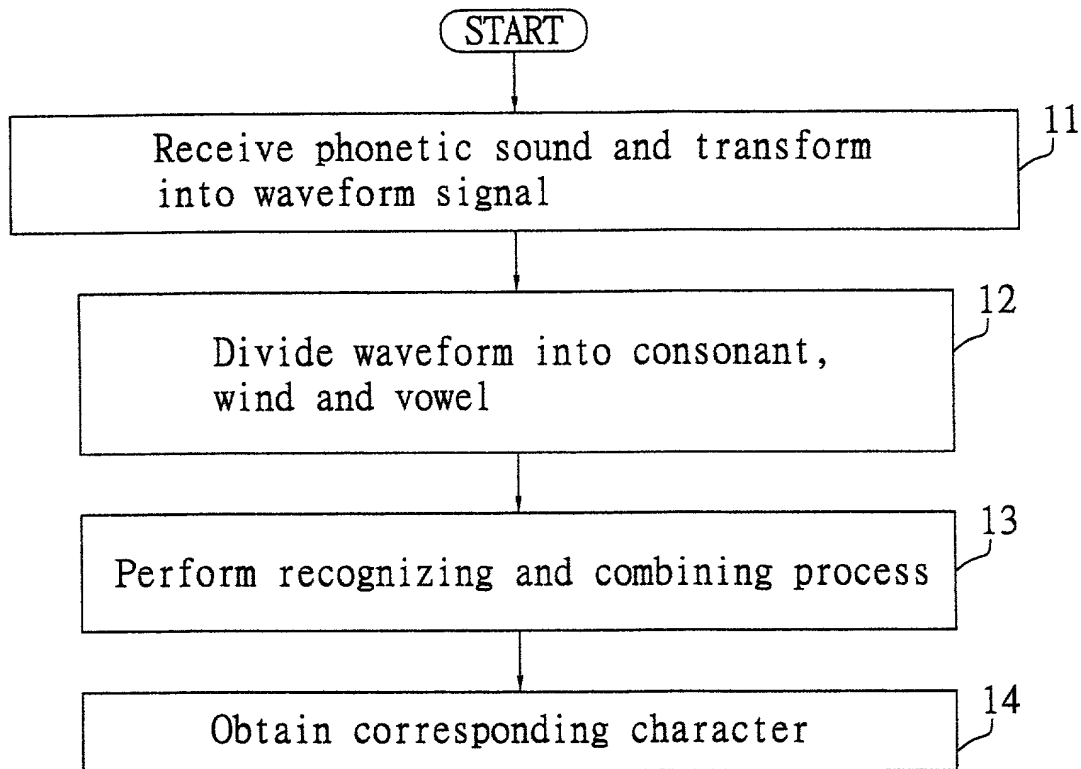 START
11
Receive phonetic sound and transform
into waveform signal
12
Divide waveform into consonant,
wind and vowel
13
Perform recognizing and combining process
14
Obtain corresponding character